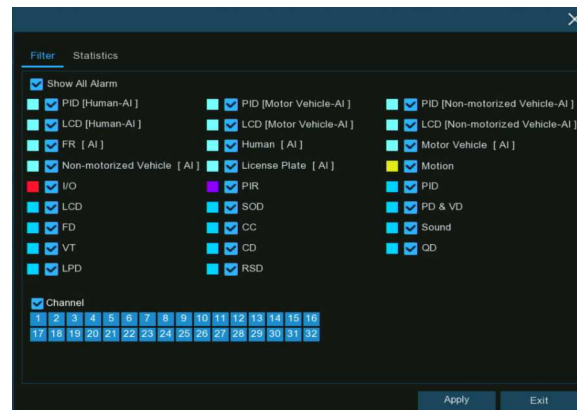 Filter Statistics
Show All Alarm
PID [Human-AI ] PID [Motor Vehicle-AI ] PID [Non-motorized Vehicle-AI ]
LCD [Human-AI ] LCD [Motor Vehicle-AI ] LCD [Non-motorized Vehicle-AI ]
FR [ AI ] Human [ AI ] Motor Vehicle [ AI ]
Non-motorized Vehicle [ AI ] License Plate [ AI ] Motion
I/O PIR PID
LCD SOD PD & VD
FD CC Sound
VT CD QD
LPD RSD
Channel
1 2 3 4 5 6 7 8 9 10 11 12 13 14 15 16
17 18 19 20 21 22 23 24 25 26 27 28 29 30 31 32
Apply Exit